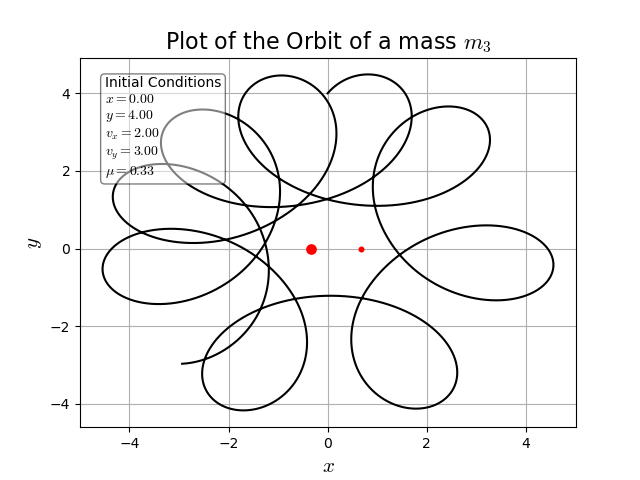 Plot of the Orbit of a mass m₃
Initial Conditions
x = 0.00
y = 4.00
vₓ = 2.00
v_y = 3.00
μ = 0.33
4
2
0
−2
−4
y
−4 −2 0 2 4
x